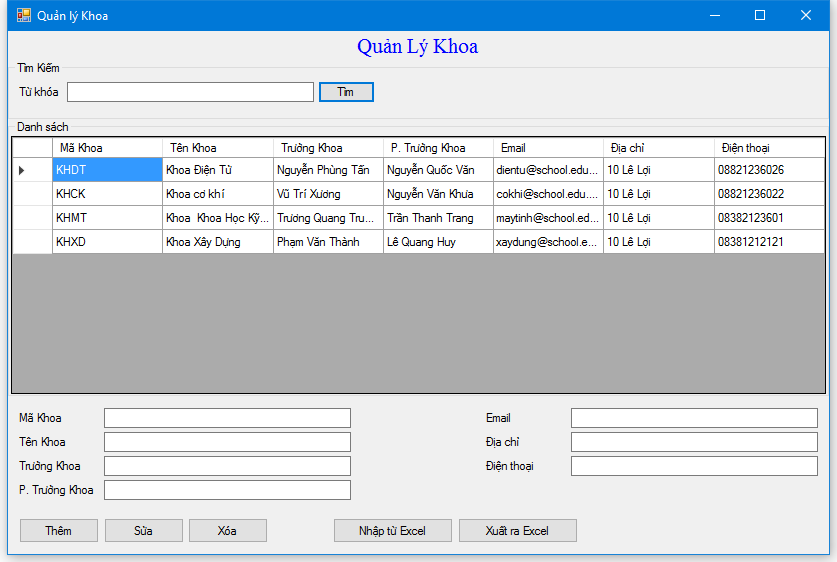 Quản lý Khoa
Quản Lý Khoa
Tìm Kiếm
Từ khóa Tìm
Danh sách
Mã Khoa Tên Khoa Trưởng Khoa P. Trưởng Khoa Email Địa chỉ Điện thoại
KHDT Khoa Điện Tử Nguyễn Phùng Tấn Nguyễn Quốc Văn dientu@school.edu... 10 Lê Lợi 08821236026
KHCK Khoa cơ khí Vũ Trí Xương Nguyễn Văn Khưa cokhi@school.edu.... 10 Lê Lợi 08821236022
KHMT Khoa Khoa Học Kỹ... Trương Quang Tru... Trần Thanh Trang maytinh@school.ed... 10 Lê Lợi 08382123601
KHXD Khoa Xây Dựng Phạm Văn Thành Lê Quang Huy xaydung@school.e... 10 Lê Lợi 08381212121
Mã Khoa Email
Tên Khoa Địa chỉ
Trưởng Khoa Điện thoại
P. Trưởng Khoa
Thêm Sửa Xóa Nhập từ Excel Xuất ra Excel